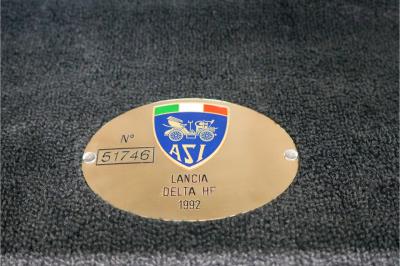 N°
51746
ASI
LANCIA
DELTA HF
1992